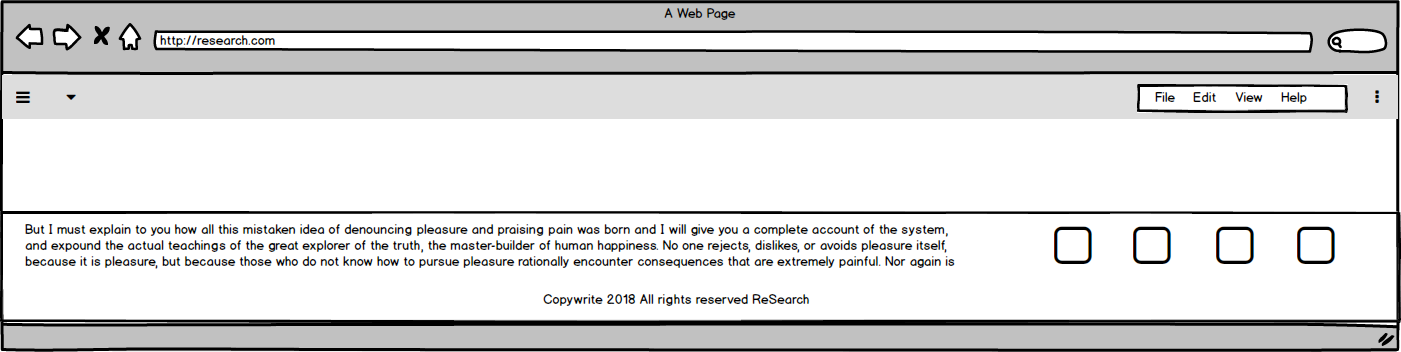 A Web Page
http://research.com
File Edit View Help
But I must explain to you how all this mistaken idea of denouncing pleasure and praising pain was born and I will give you a complete account of the system,
and expound the actual teachings of the great explorer of the truth, the master-builder of human happiness. No one rejects, dislikes, or avoids pleasure itself,
because it is pleasure, but because those who do not know how to pursue pleasure rationally encounter consequences that are extremely painful. Nor again is
Copywrite 2018 All rights reserved ReSearch